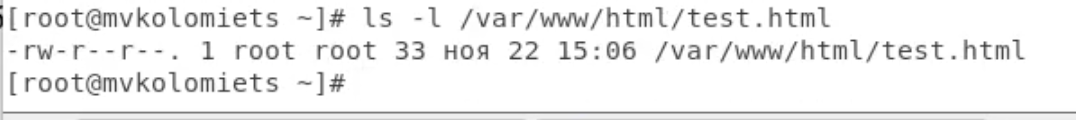 [root@mvkolomiets ~]# ls -l /var/www/html/test.html
-rw-r--r--. 1 root root 33 ноя 22 15:06 /var/www/html/test.html
[root@mvkolomiets ~]#